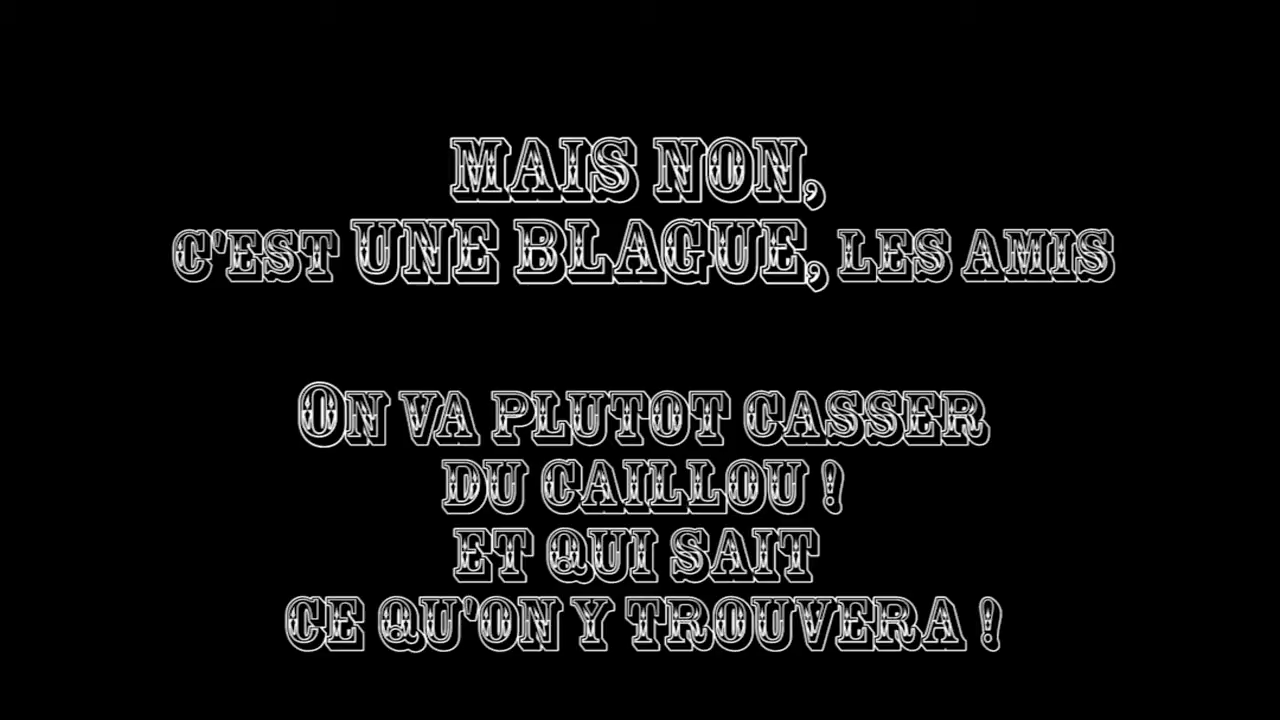 MAIS NON,
C'EST UNE BLAGUE, LES AMIS
ON VA PLUTOT CASSER
DU CAILLOU !
ET QUI SAIT
CE QU'ON Y TROUVERA !